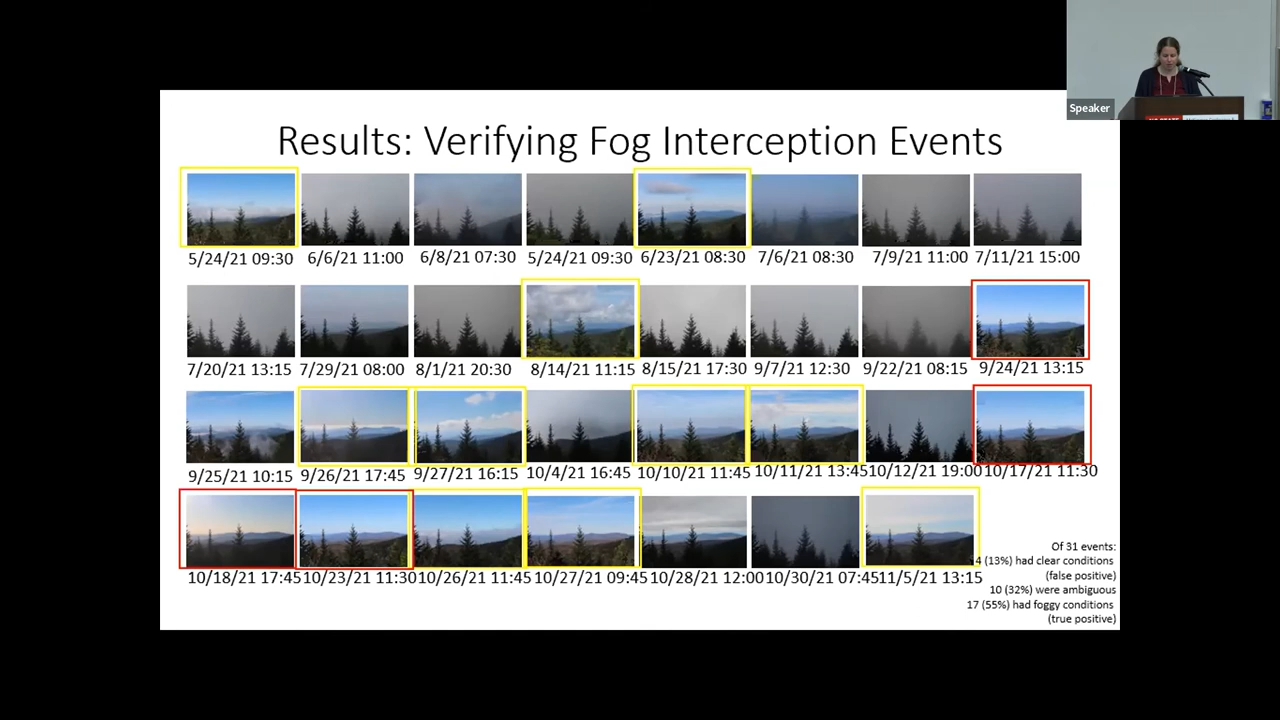 Speaker
Results: Verifying Fog Interception Events
5/24/21 09:30 6/6/21 11:00 6/8/21 07:30 5/24/21 09:30 6/23/21 08:30 7/6/21 08:30 7/9/21 11:00 7/11/21 15:00
7/20/21 13:15 7/29/21 08:00 8/1/21 20:30 8/14/21 11:15 8/15/21 17:30 9/7/21 12:30 9/22/21 08:15 9/24/21 13:15
9/25/21 10:15 9/26/21 17:45 9/27/21 16:15 10/4/21 16:45 10/10/21 11:45 10/11/21 13:45 10/12/21 19:00 10/17/21 11:30
10/18/21 17:45 10/23/21 11:30 10/26/21 11:45 10/27/21 09:45 10/28/21 12:00 10/30/21 07:45 11/5/21 13:15
Of 31 events:
4 (13%) had clear conditions
(false positive)
10 (32%) were ambiguous
17 (55%) had foggy conditions
(true positive)